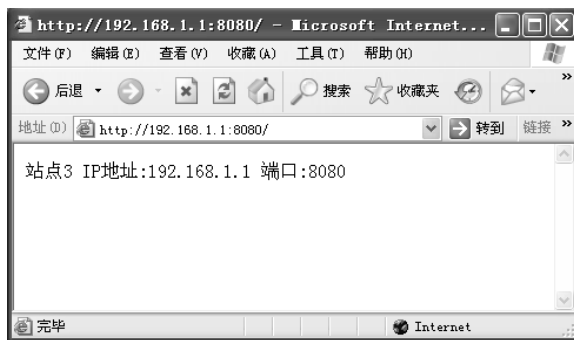 http://192.168.1.1:8080/ - Microsoft Internet...
文件(F) 编辑(E) 查看(V) 收藏(A) 工具(T) 帮助(H)
后退 搜索 收藏夹 »
地址(D) http://192.168.1.1:8080/ 转到 链接 »
站点3 IP地址:192.168.1.1 端口:8080
完毕 Internet